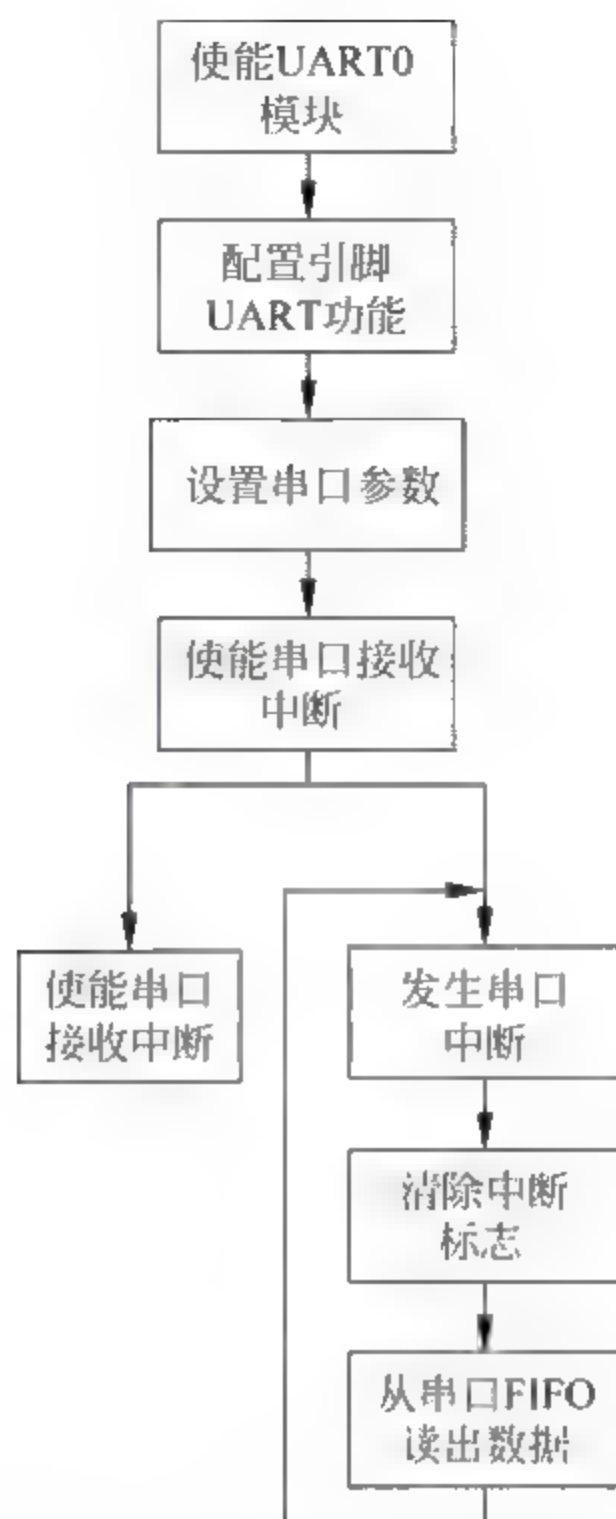 使能UART0
模块
配置引脚
UART功能
设置串口参数
使能串口接收
中断
使能串口
接收中断
发生串口
中断
清除中断
标志
从串口FIFO
读出数据